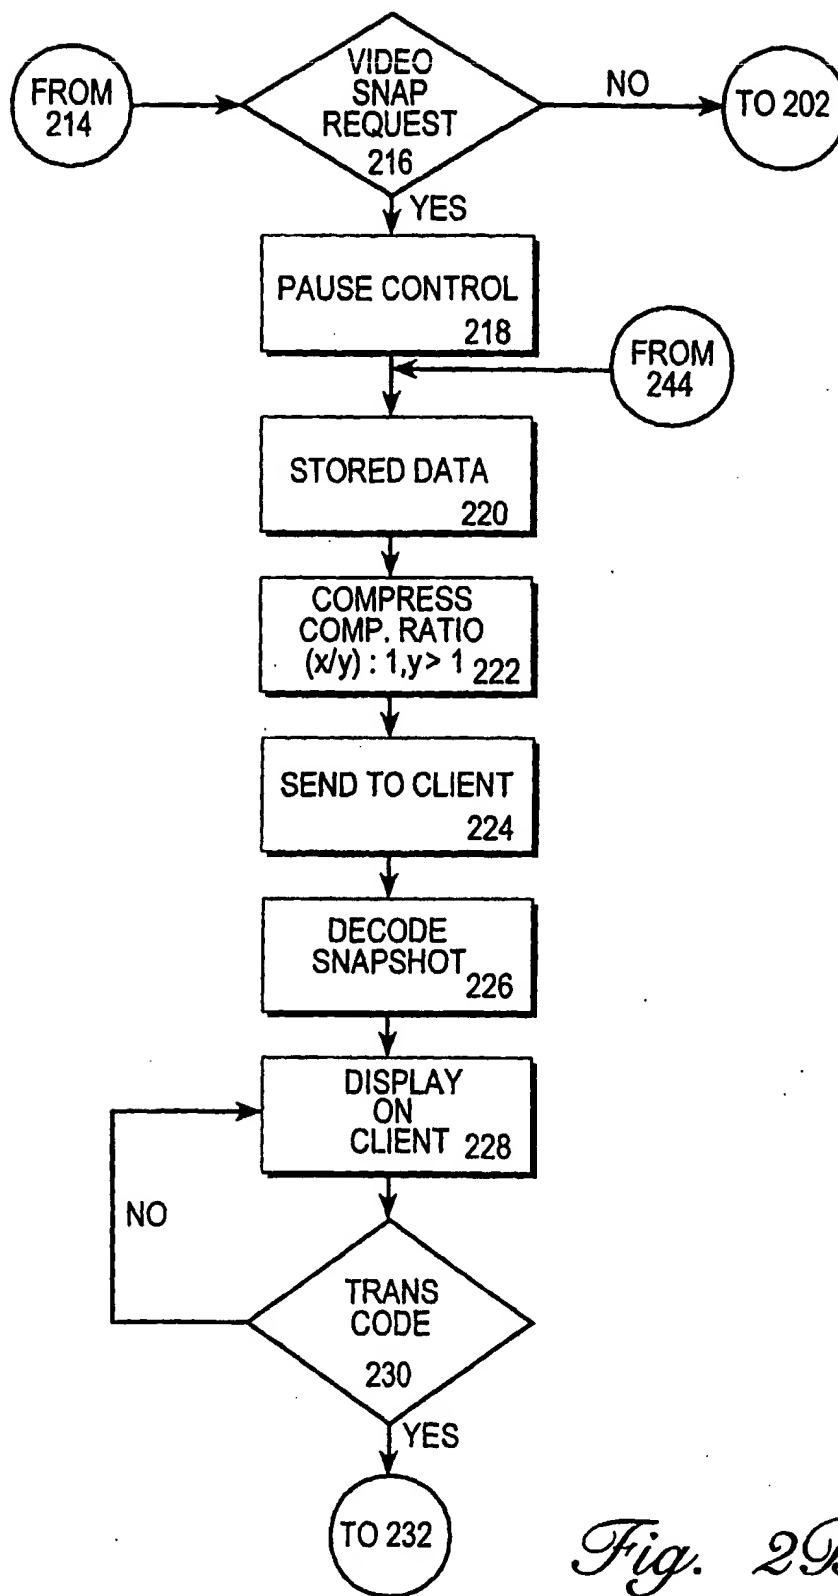 VIDEO
SNAP
REQUEST
216
FROM
214
NO
TO 202
YES
PAUSE CONTROL
218
FROM
244
STORED DATA
220
COMPRESS
COMP. RATIO
(x/y) : 1,y> 1 222
SEND TO CLIENT
224
DECODE
SNAPSHOT
226
DISPLAY
ON
CLIENT 228
NO
TRANS
CODE
230
YES
TO 232
Fig. 2B